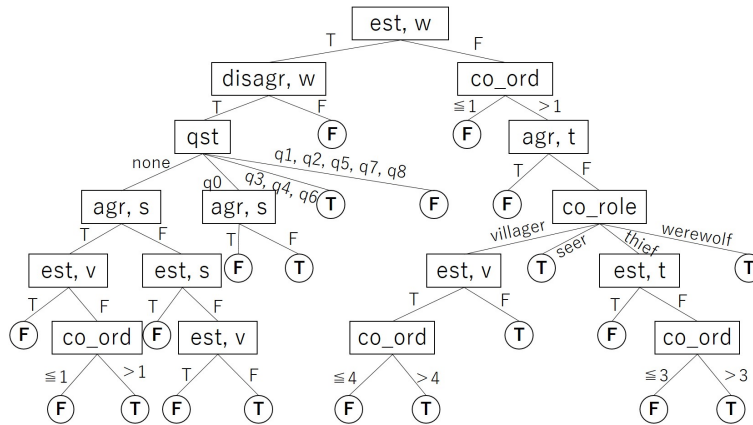 est, w
T F
disagr, w co_ord
T F ≦1 >1
qst F F agr, t
none q0 q3, q4, q6 q1, q2, q5, q7, q8 T F
agr, s agr, s T F F co_role
T F T F villager seer thief werewolf
est, v est, s F T est, v T est, t T
T F T F T F T F
F co_ord F est, v co_ord T F co_ord
≦1 >1 T F ≦4 >4 ≦3 >3
F T F T F T F T